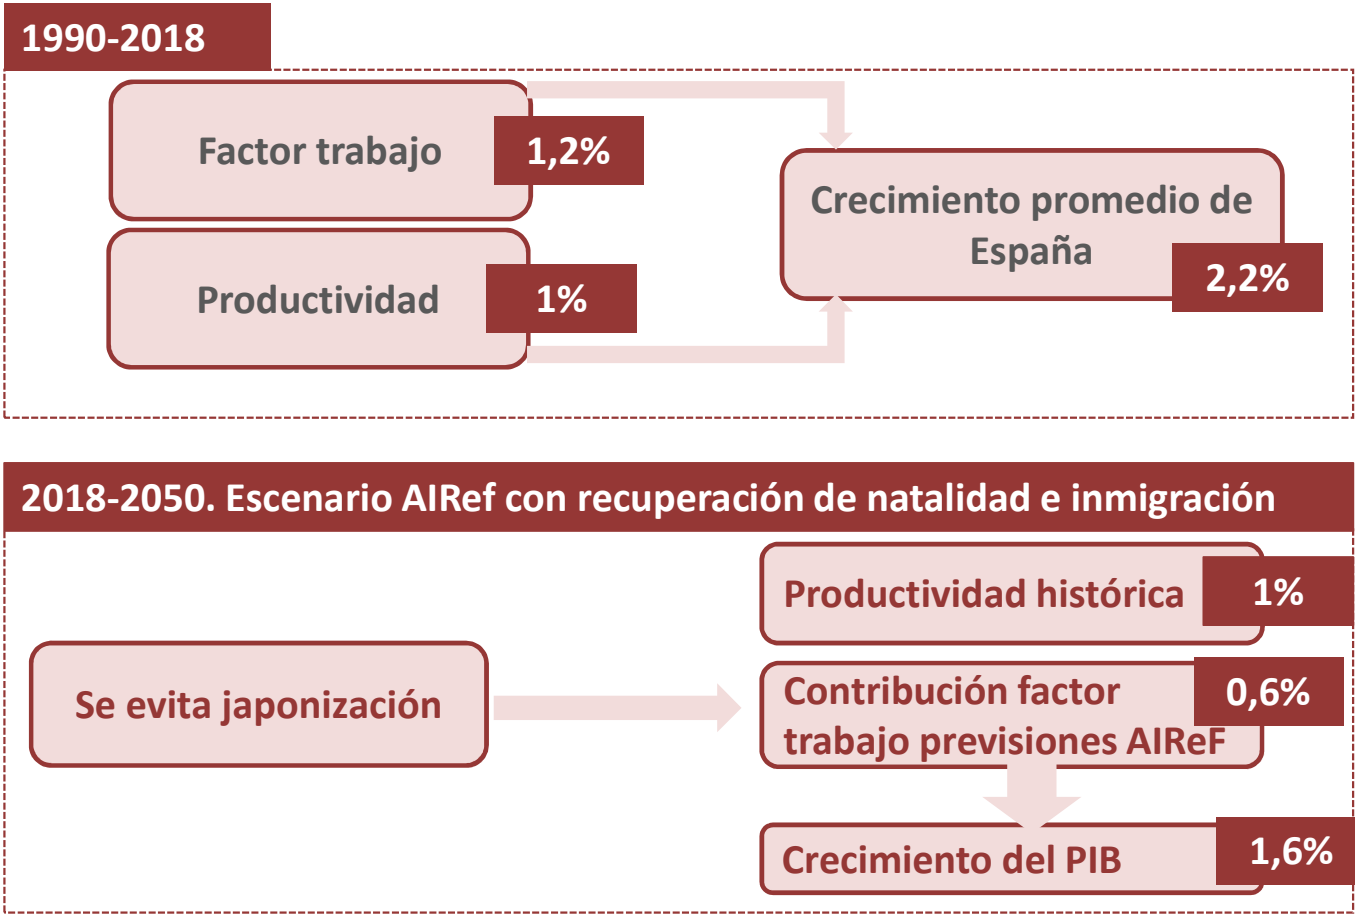 1990-2018
Factor trabajo
1,2%
Productividad
1%
Crecimiento promedio de
España
2,2%
2018-2050. Escenario AIRef con recuperación de natalidad e inmigración
Se evita japonización
Productividad histórica
1%
Contribución factor
trabajo previsiones AIReF
0,6%
Crecimiento del PIB
1,6%